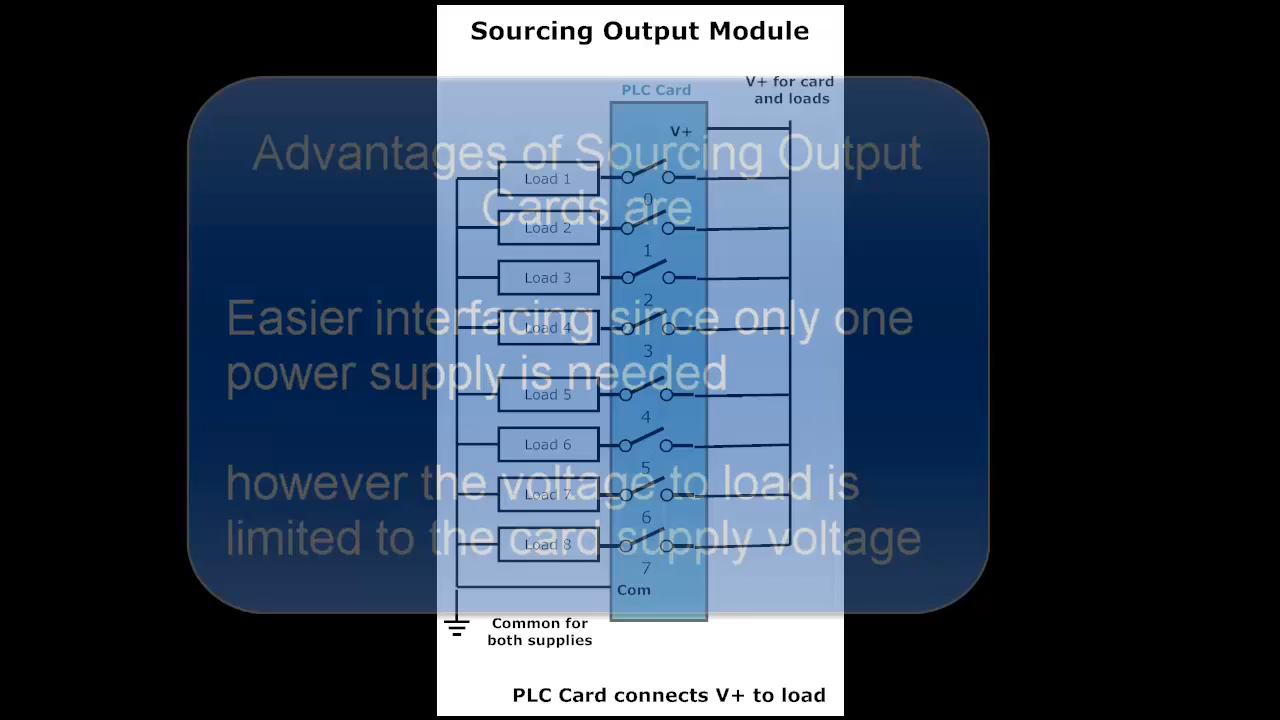 Sourcing Output Module
V+ for card
and loads
PLC Card
V+
Advantages of Sourcing Output
Cards are
Load 1
0
Load 2
1
Load 3
2
Easier interfacing since only one
power supply is needed
Load 4
3
Load 5
4
Load 6
5
however the voltage to load is
limited to the card supply voltage
Load 7
6
Load 8
7
Com
Common for
both supplies
PLC Card connects V+ to load